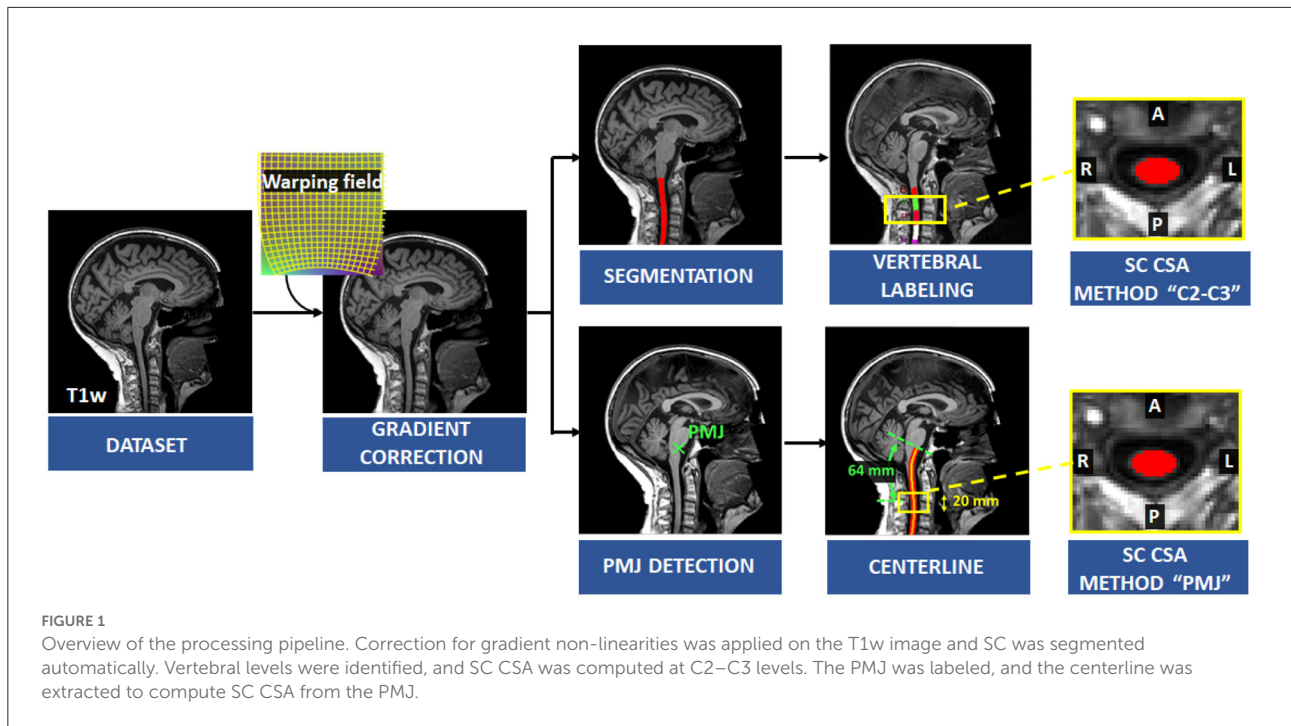 Warping field
T1w
DATASET
GRADIENT
CORRECTION
SEGMENTATION
VERTEBRAL
LABELING
A
R
L
P
SC CSA
METHOD “C2-C3”
PMJ
PMJ DETECTION
64 mm
20 mm
CENTERLINE
A
R
L
P
SC CSA
METHOD “PMJ”
FIGURE 1
Overview of the processing pipeline. Correction for gradient non-linearities was applied on the T1w image and SC was segmented
automatically. Vertebral levels were identified, and SC CSA was computed at C2–C3 levels. The PMJ was labeled, and the centerline was
extracted to compute SC CSA from the PMJ.